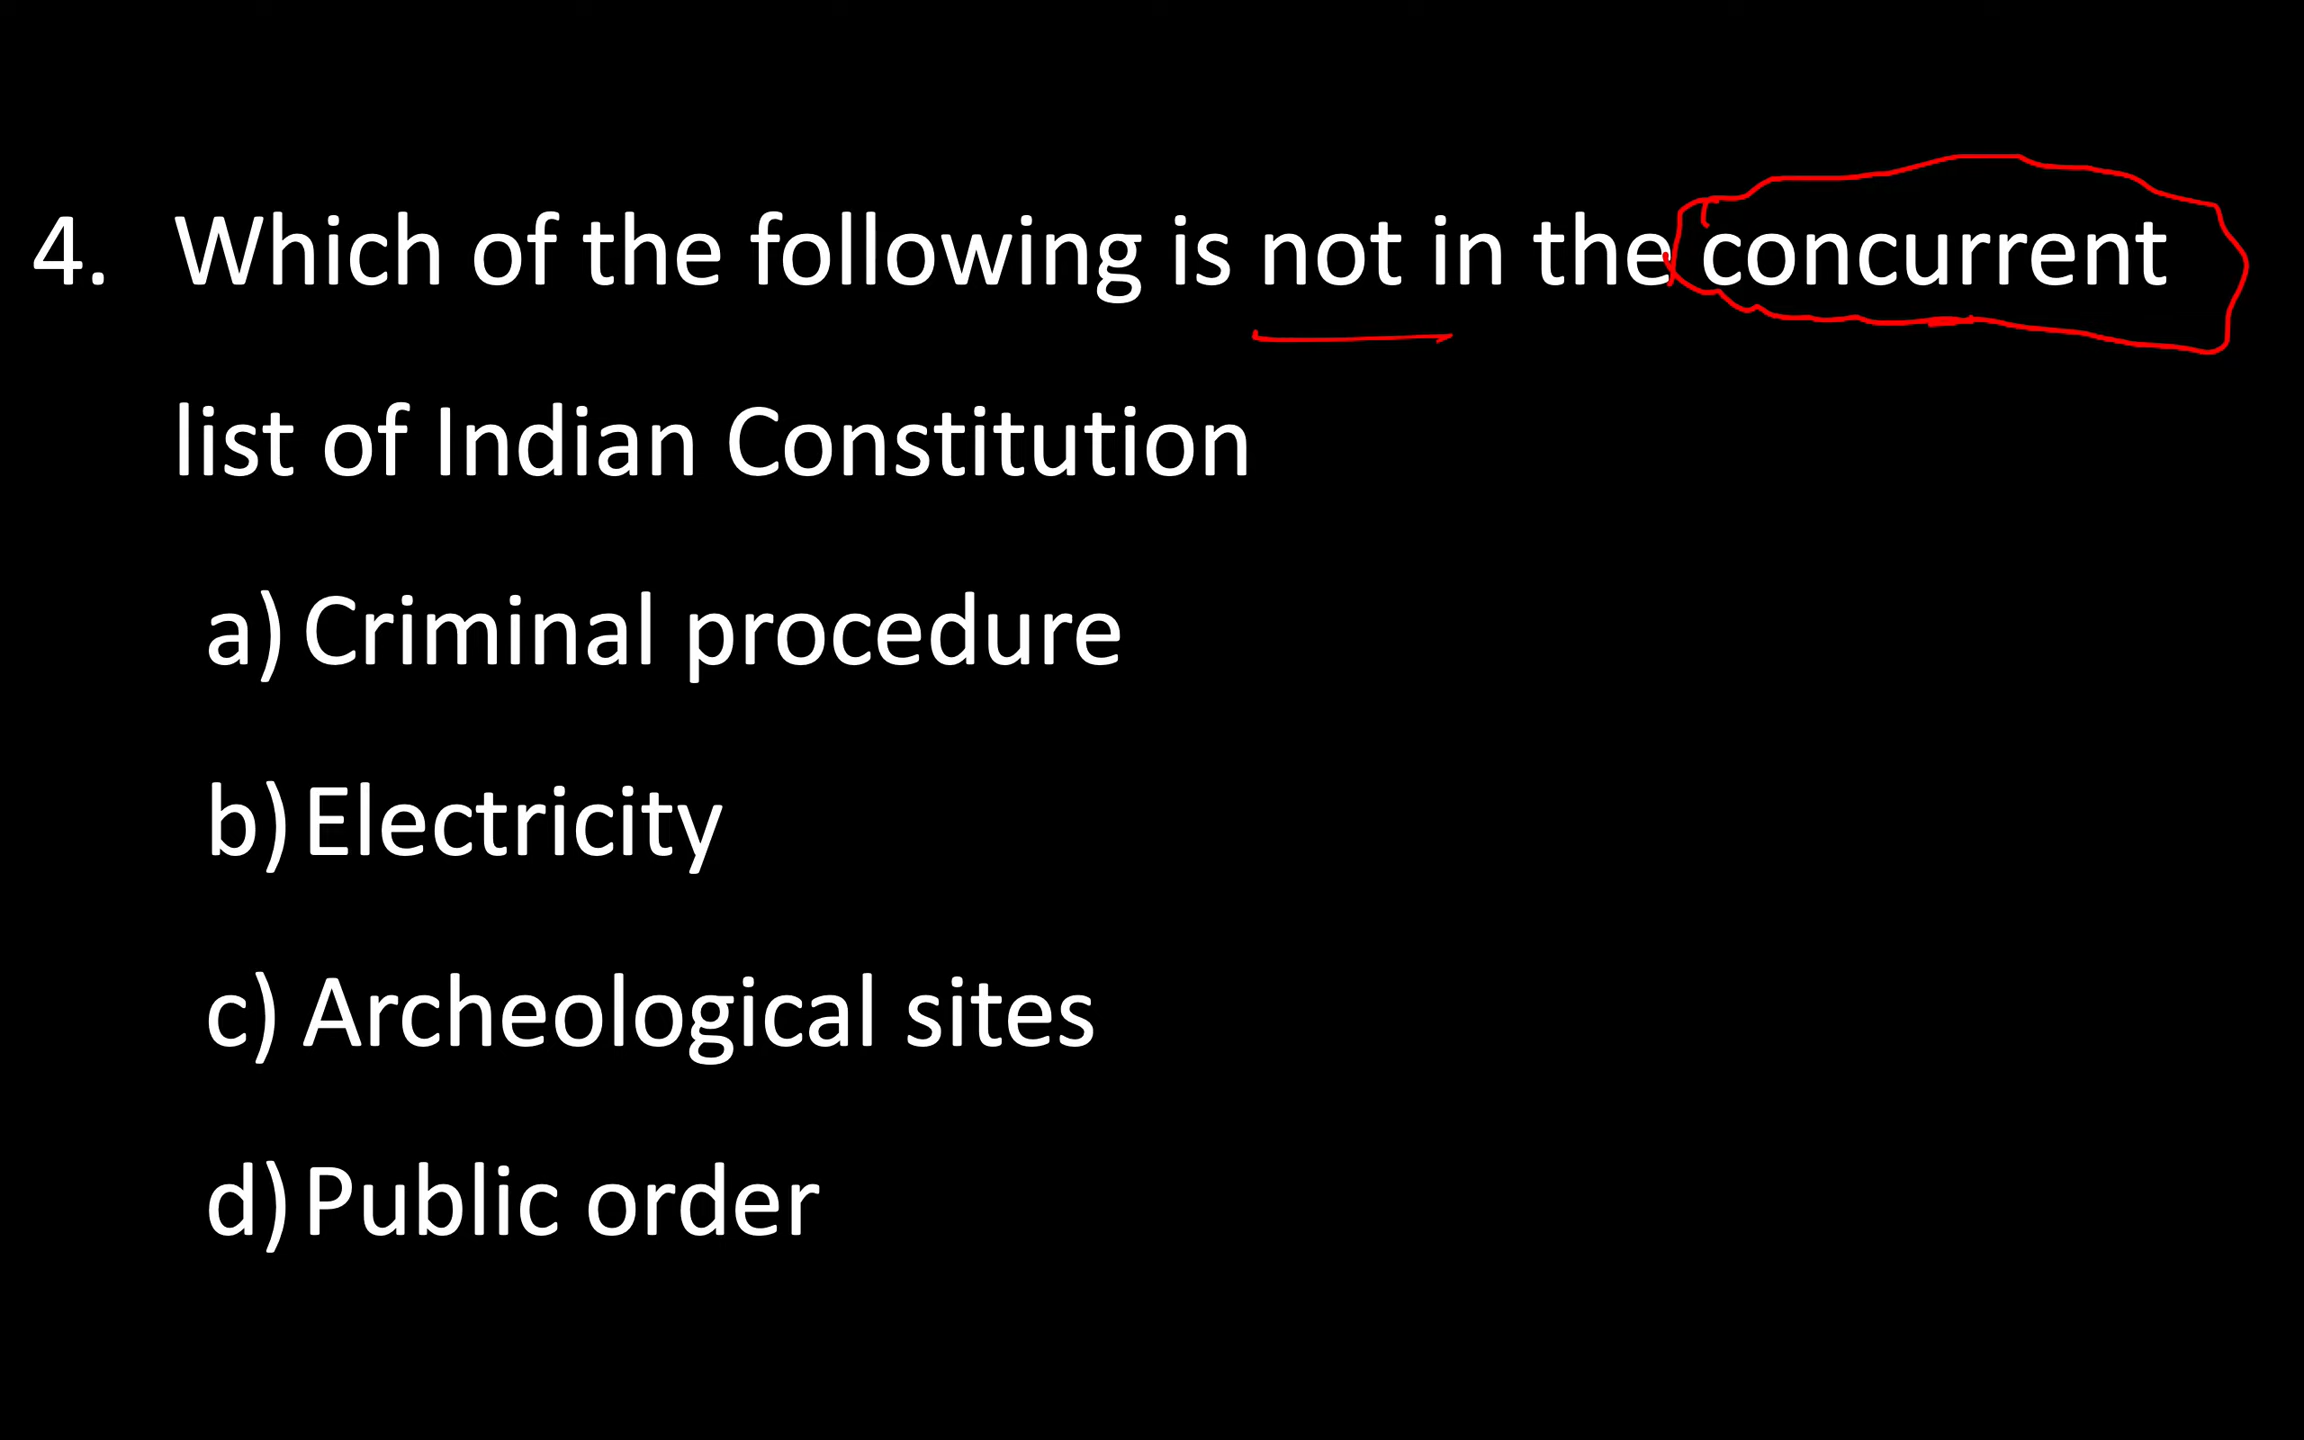 4. Which of the following is not in the concurrent
list of Indian Constitution
a) Criminal procedure
b) Electricity
c) Archeological sites
d) Public order